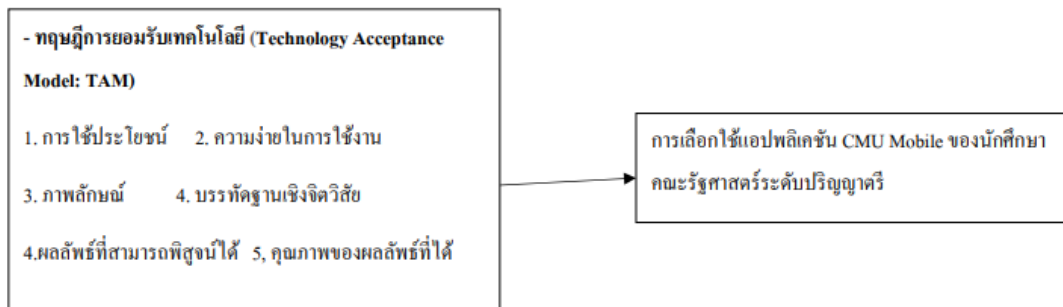 - ทฤษฎีการยอมรับเทคโนโลยี (Technology Acceptance
Model: TAM)
1. การใช้ประโยชน์ 2. ความง่ายในการใช้งาน
3. ภาพลักษณ์ 4. บรรทัดฐานเชิงจิตวิสัย
4.ผลลัพธ์ที่สามารถพิสูจน์ได้ 5, คุณภาพของผลลัพธ์ที่ได้
การเลือกใช้แอปพลิเคชัน CMU Mobile ของนักศึกษา
คณะรัฐศาสตร์ระดับปริญญาตรี